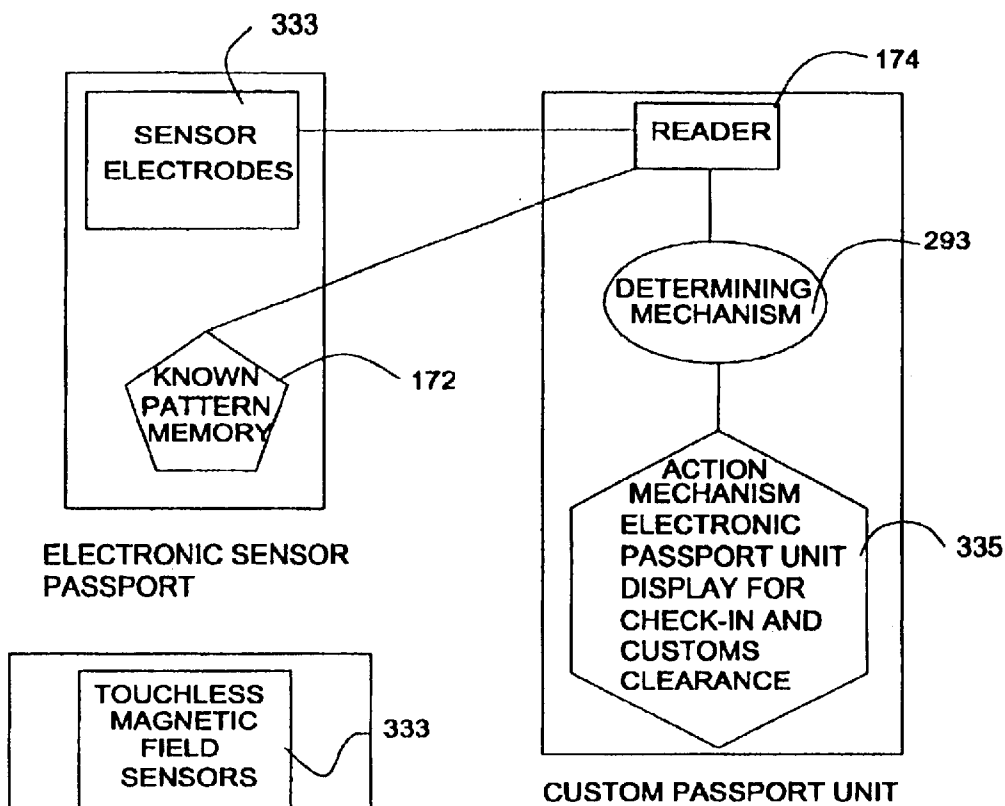 333
SENSOR
ELECTRODES
KNOWN
PATTERN
MEMORY
172
ELECTRONIC SENSOR
PASSPORT
174
READER
293
DETERMINING
MECHANISM
ACTION
MECHANISM
ELECTRONIC
PASSPORT UNIT
DISPLAY FOR
CHECK-IN AND
CUSTOMS
CLEARANCE
335
CUSTOM PASSPORT UNIT
TOUCHLESS
MAGNETIC
FIELD
SENSORS
333